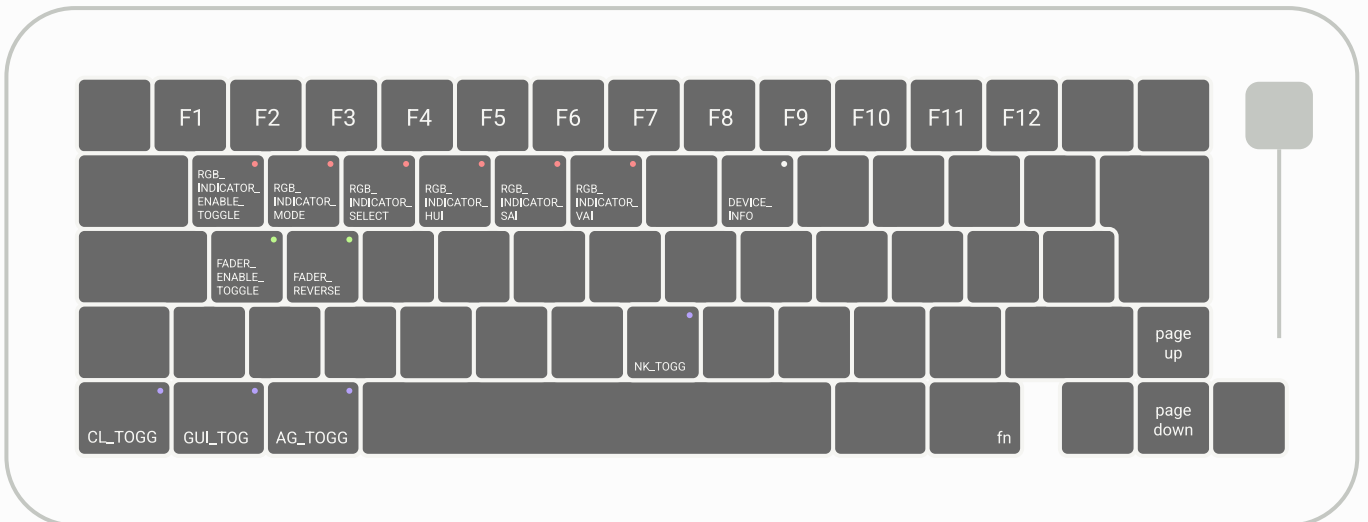 F1
F2
F3
F4
F5
F6
F7
F8
F9
F10
F11
F12
RGB_
INDICATOR_
ENABLE_
TOGGLE
RGB_
INDICATOR_
MODE
RGB_
INDICATOR_
SELECT
RGB_
INDICATOR_
HUI
RGB_
INDICATOR_
SAI
RGB_
INDICATOR_
VAI
DEVICE_
INFO
FADER_
ENABLE_
TOGGLE
FADER_
REVERSE
NK_TOGG
page
up
CL_TOGG
GUI_TOG
AG_TOGG
fn
page
down